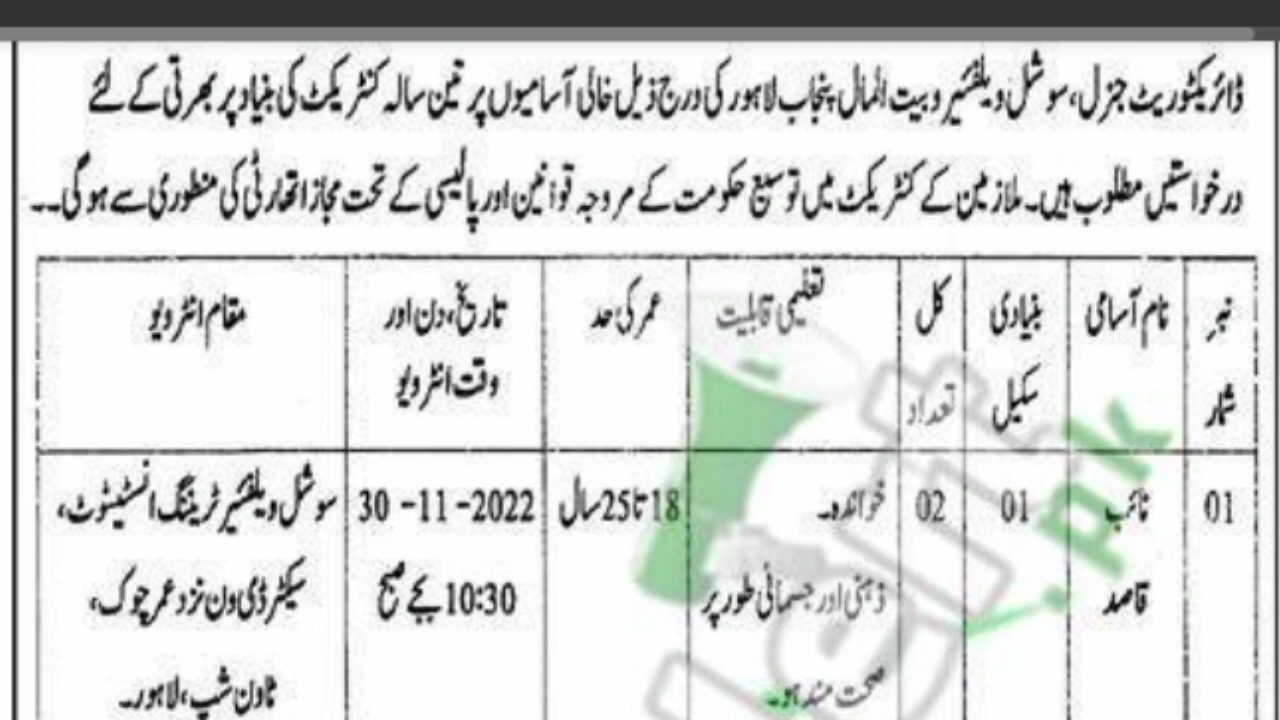 ڈائریکٹوریٹ جنرل، سوشل ویلفئیر و بیت المال پنجاب لاہور کی درج ذیل خالی آسامیوں پر تین سالہ کنٹریکٹ کی بنیاد پر بھرتی کے لئے
درخواستیں مطلوب ہیں۔ ملازمین کے کنٹریکٹ میں توسیع حکومت کے مروجہ قوانین اور پالیسی کے تحت مجاز اتھارٹی کی منظوری سے ہوگی۔۔
نمبر شمار
نام آسامی
بنیادی سکیل
کل تعداد
تعلیمی قابلیت
عمر کی حد
تاریخ، دن اور
وقت انٹرویو
مقام انٹرویو
01
نائب
قاصد
01
02
خواندہ۔
ذہنی اور جسمانی طور پر
صحت مند ہو۔
18 تا 25 سال
30 -11 -2022
10:30 بجے صبح
سوشل ویلفئیر ٹریننگ انسٹیٹیوٹ،
سیکٹر ڈی ون نزد عمر چوک،
ٹاون شپ، لاہور۔
.pk